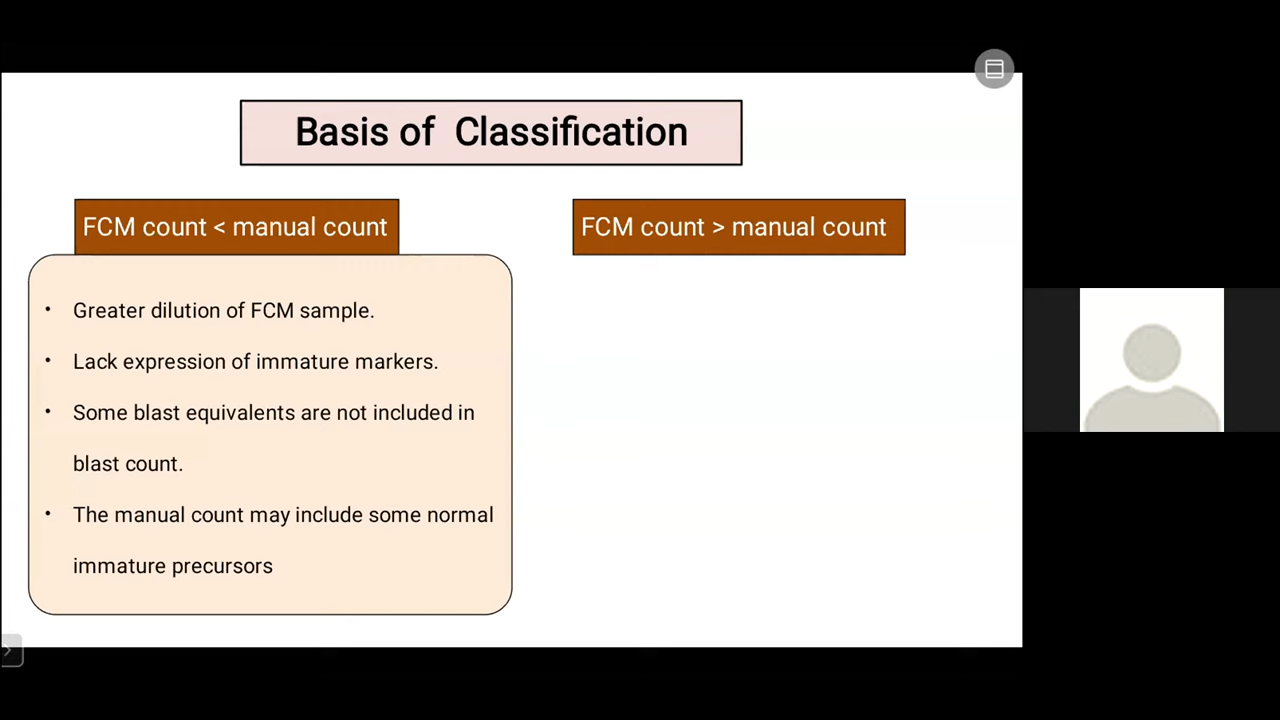 Basis of Classification
FCM count < manual count
FCM count > manual count
• Greater dilution of FCM sample.
• Lack expression of immature markers.
• Some blast equivalents are not included in
blast count.
• The manual count may include some normal
immature precursors